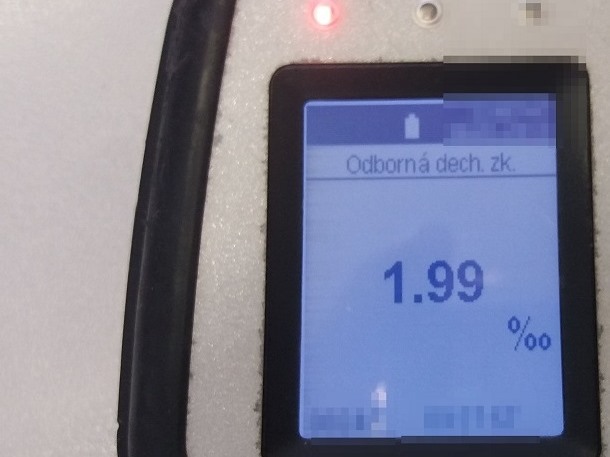 Odborná dech. zk.
1.99
‰